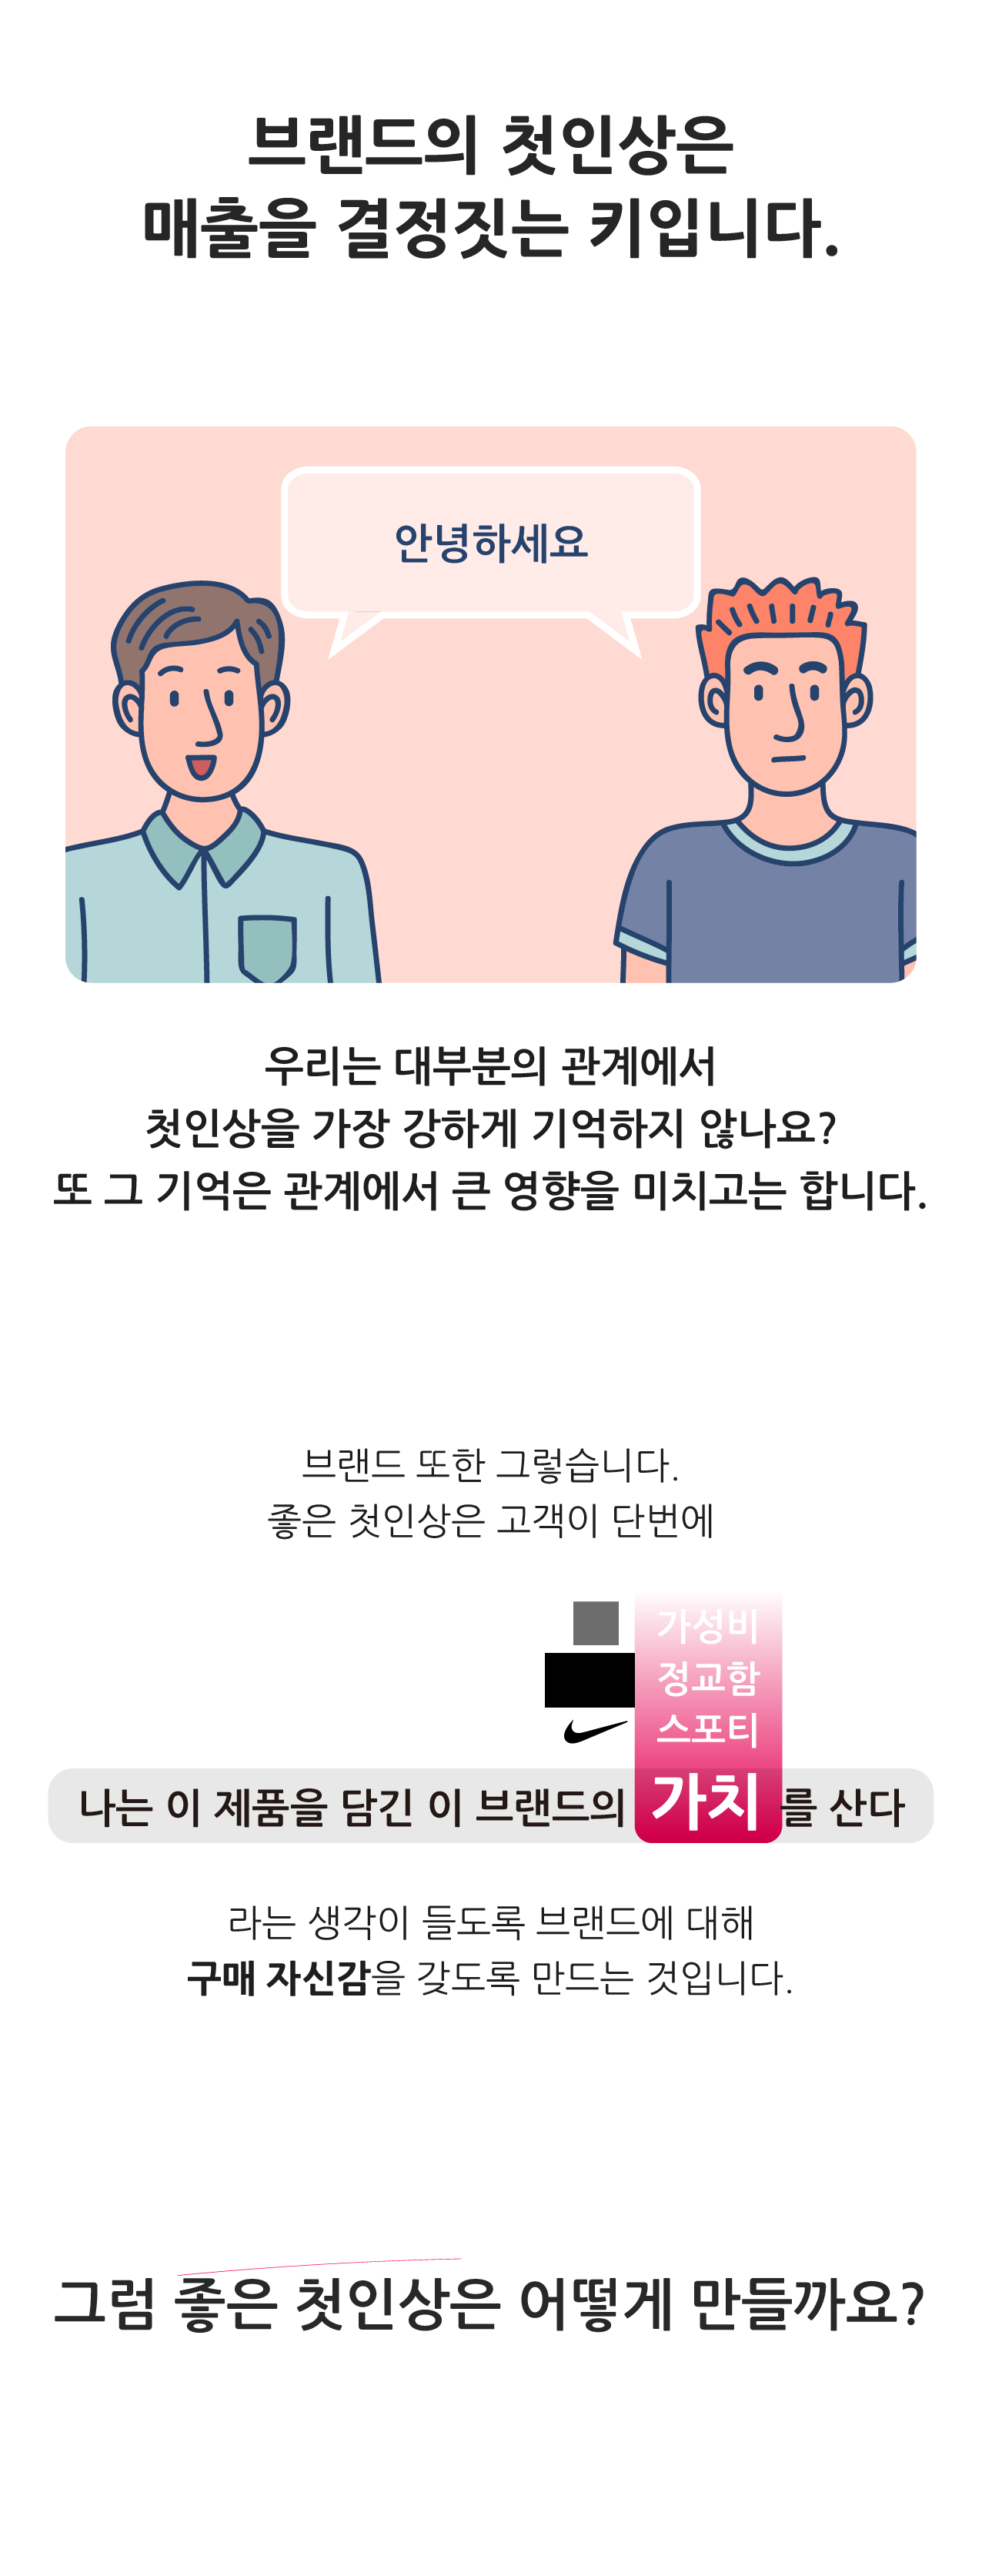 브랜드의 첫인상은
매출을 결정짓는 키입니다.
안녕하세요
우리는 대부분의 관계에서
첫인상을 가장 강하게 기억하지 않나요?
또 그 기억은 관계에서 큰 영향을 미치고는 합니다.
브랜드 또한 그렇습니다.
좋은 첫인상은 고객이 단번에
가성비
정교함
스포티
나는 이 제품을 담긴 이 브랜드의 가치를 산다
라는 생각이 들도록 브랜드에 대해
구매 자신감을 갖도록 만드는 것입니다.
그럼 좋은 첫인상은 어떻게 만들까요?